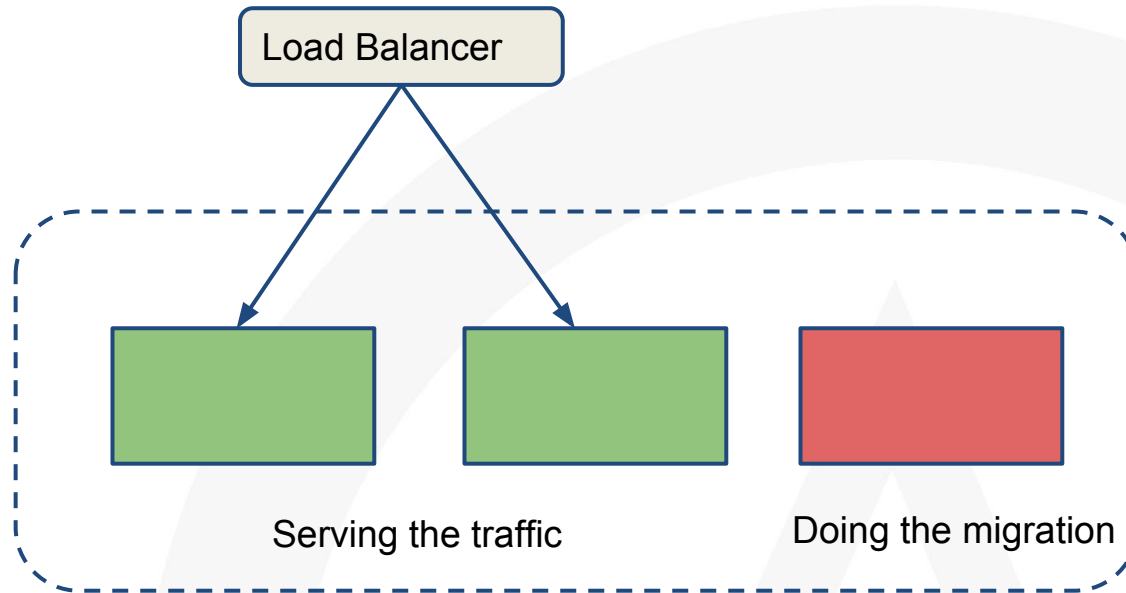 Load Balancer
Serving the traffic
Doing the migration